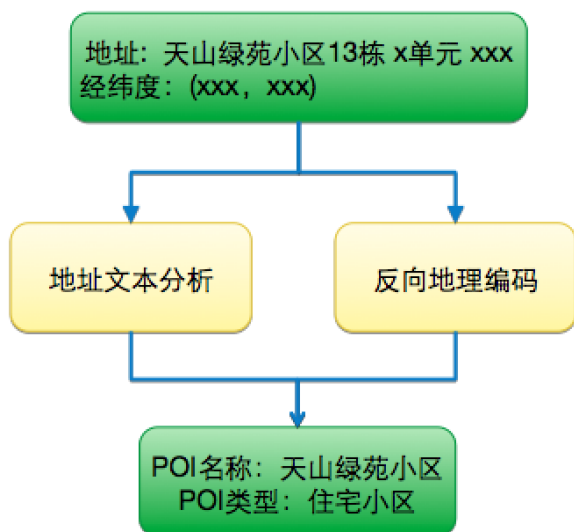 地址：天山绿苑小区13栋 x单元 xxx
经纬度：(xxx，xxx)
地址文本分析
反向地理编码
POI名称：天山绿苑小区
POI类型：住宅小区